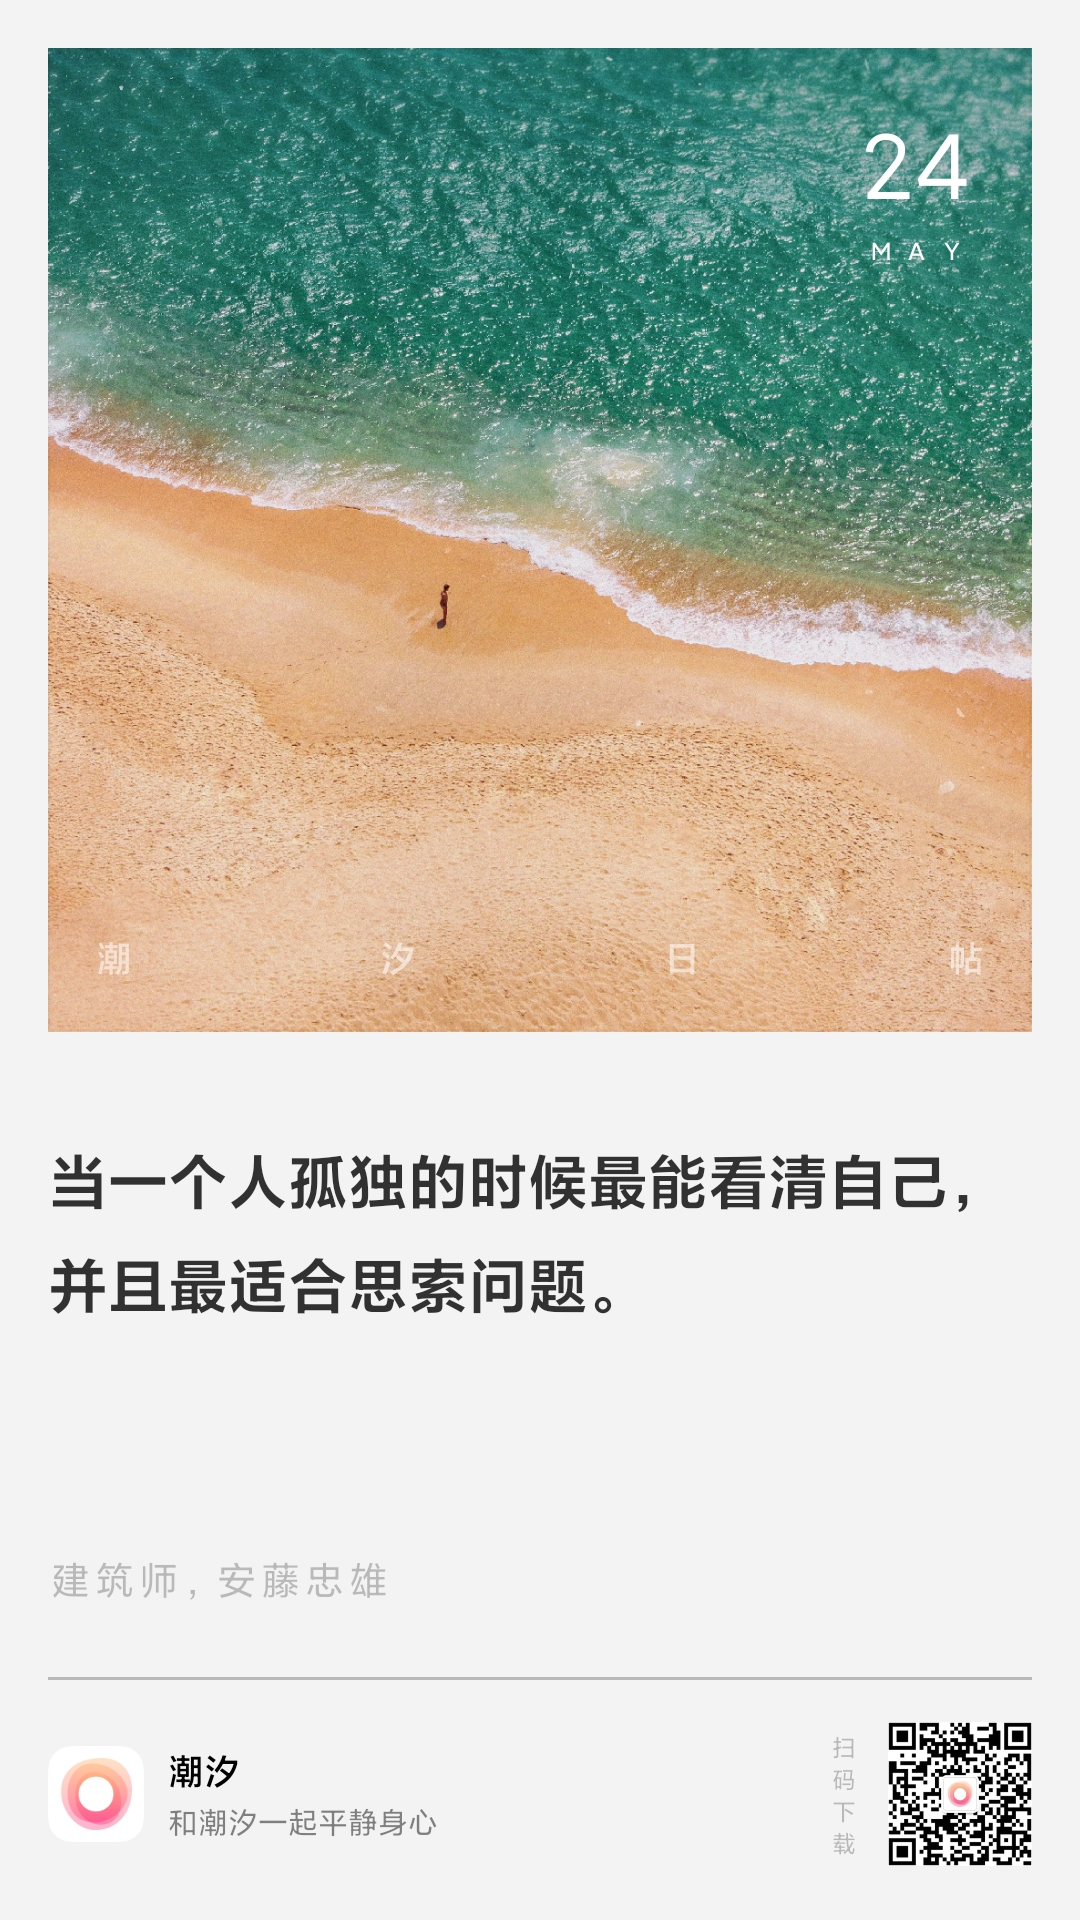 24
MAY
潮汐日帖
当一个人孤独的时候最能看清自己，
并且最适合思索问题。
建筑师，安藤忠雄
潮汐
和潮汐一起平静身心
扫码下载